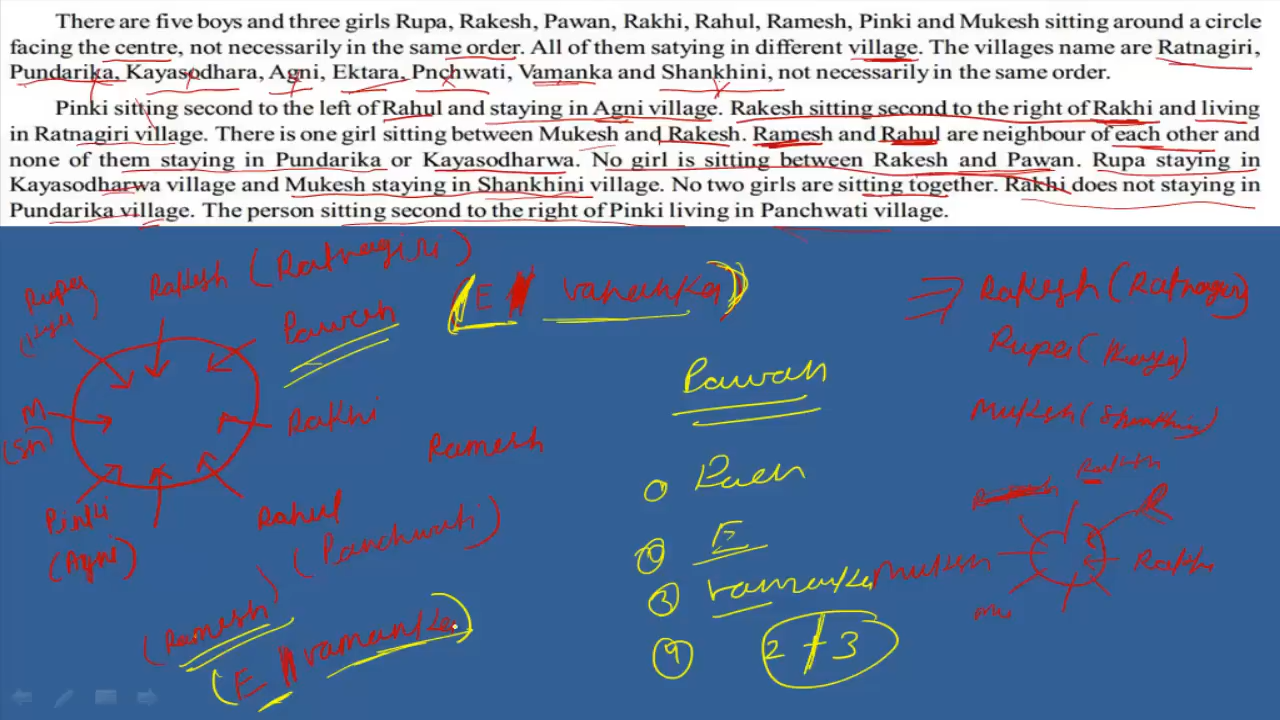 There are five boys and three girls Rupa, Rakesh, Pawan, Rakhi, Rahul, Ramesh, Pinki and Mukesh sitting around a circle
facing the centre, not necessarily in the same order. All of them satying in different village. The villages name are Ratnagiri,
Pundarika, Kayasodhara, Agni, Ektara, Pnchwati, Vamanka and Shankhini, not necessarily in the same order.
Pinki sitting second to the left of Rahul and staying in Agni village. Rakesh sitting second to the right of Rakhi and living
in Ratnagiri village. There is one girl sitting between Mukesh and Rakesh. Ramesh and Rahul are neighbour of each other and
none of them staying in Pundarika or Kayasodharwa. No girl is sitting between Rakesh and Pawan. Rupa staying in
Kayasodharwa village and Mukesh staying in Shankhini village. No two girls are sitting together. Rakhi does not staying in
Pundarika village. The person sitting second to the right of Pinki living in Panchwati village.
Rakesh (Ratnagiri)
Rupa
Pawan
(E / Vamanka)
Rakesh (Ratnagiri)
Rupa
Pawan
M
Rakhi
Mukesh
(Sh)
Ramesh
Pinki
(Agni)
Rahul
(Panchwati)
E
Vamanka
Mukesh
Rakhi
(Ramesh)
(E / Vamanka)
2 + 3